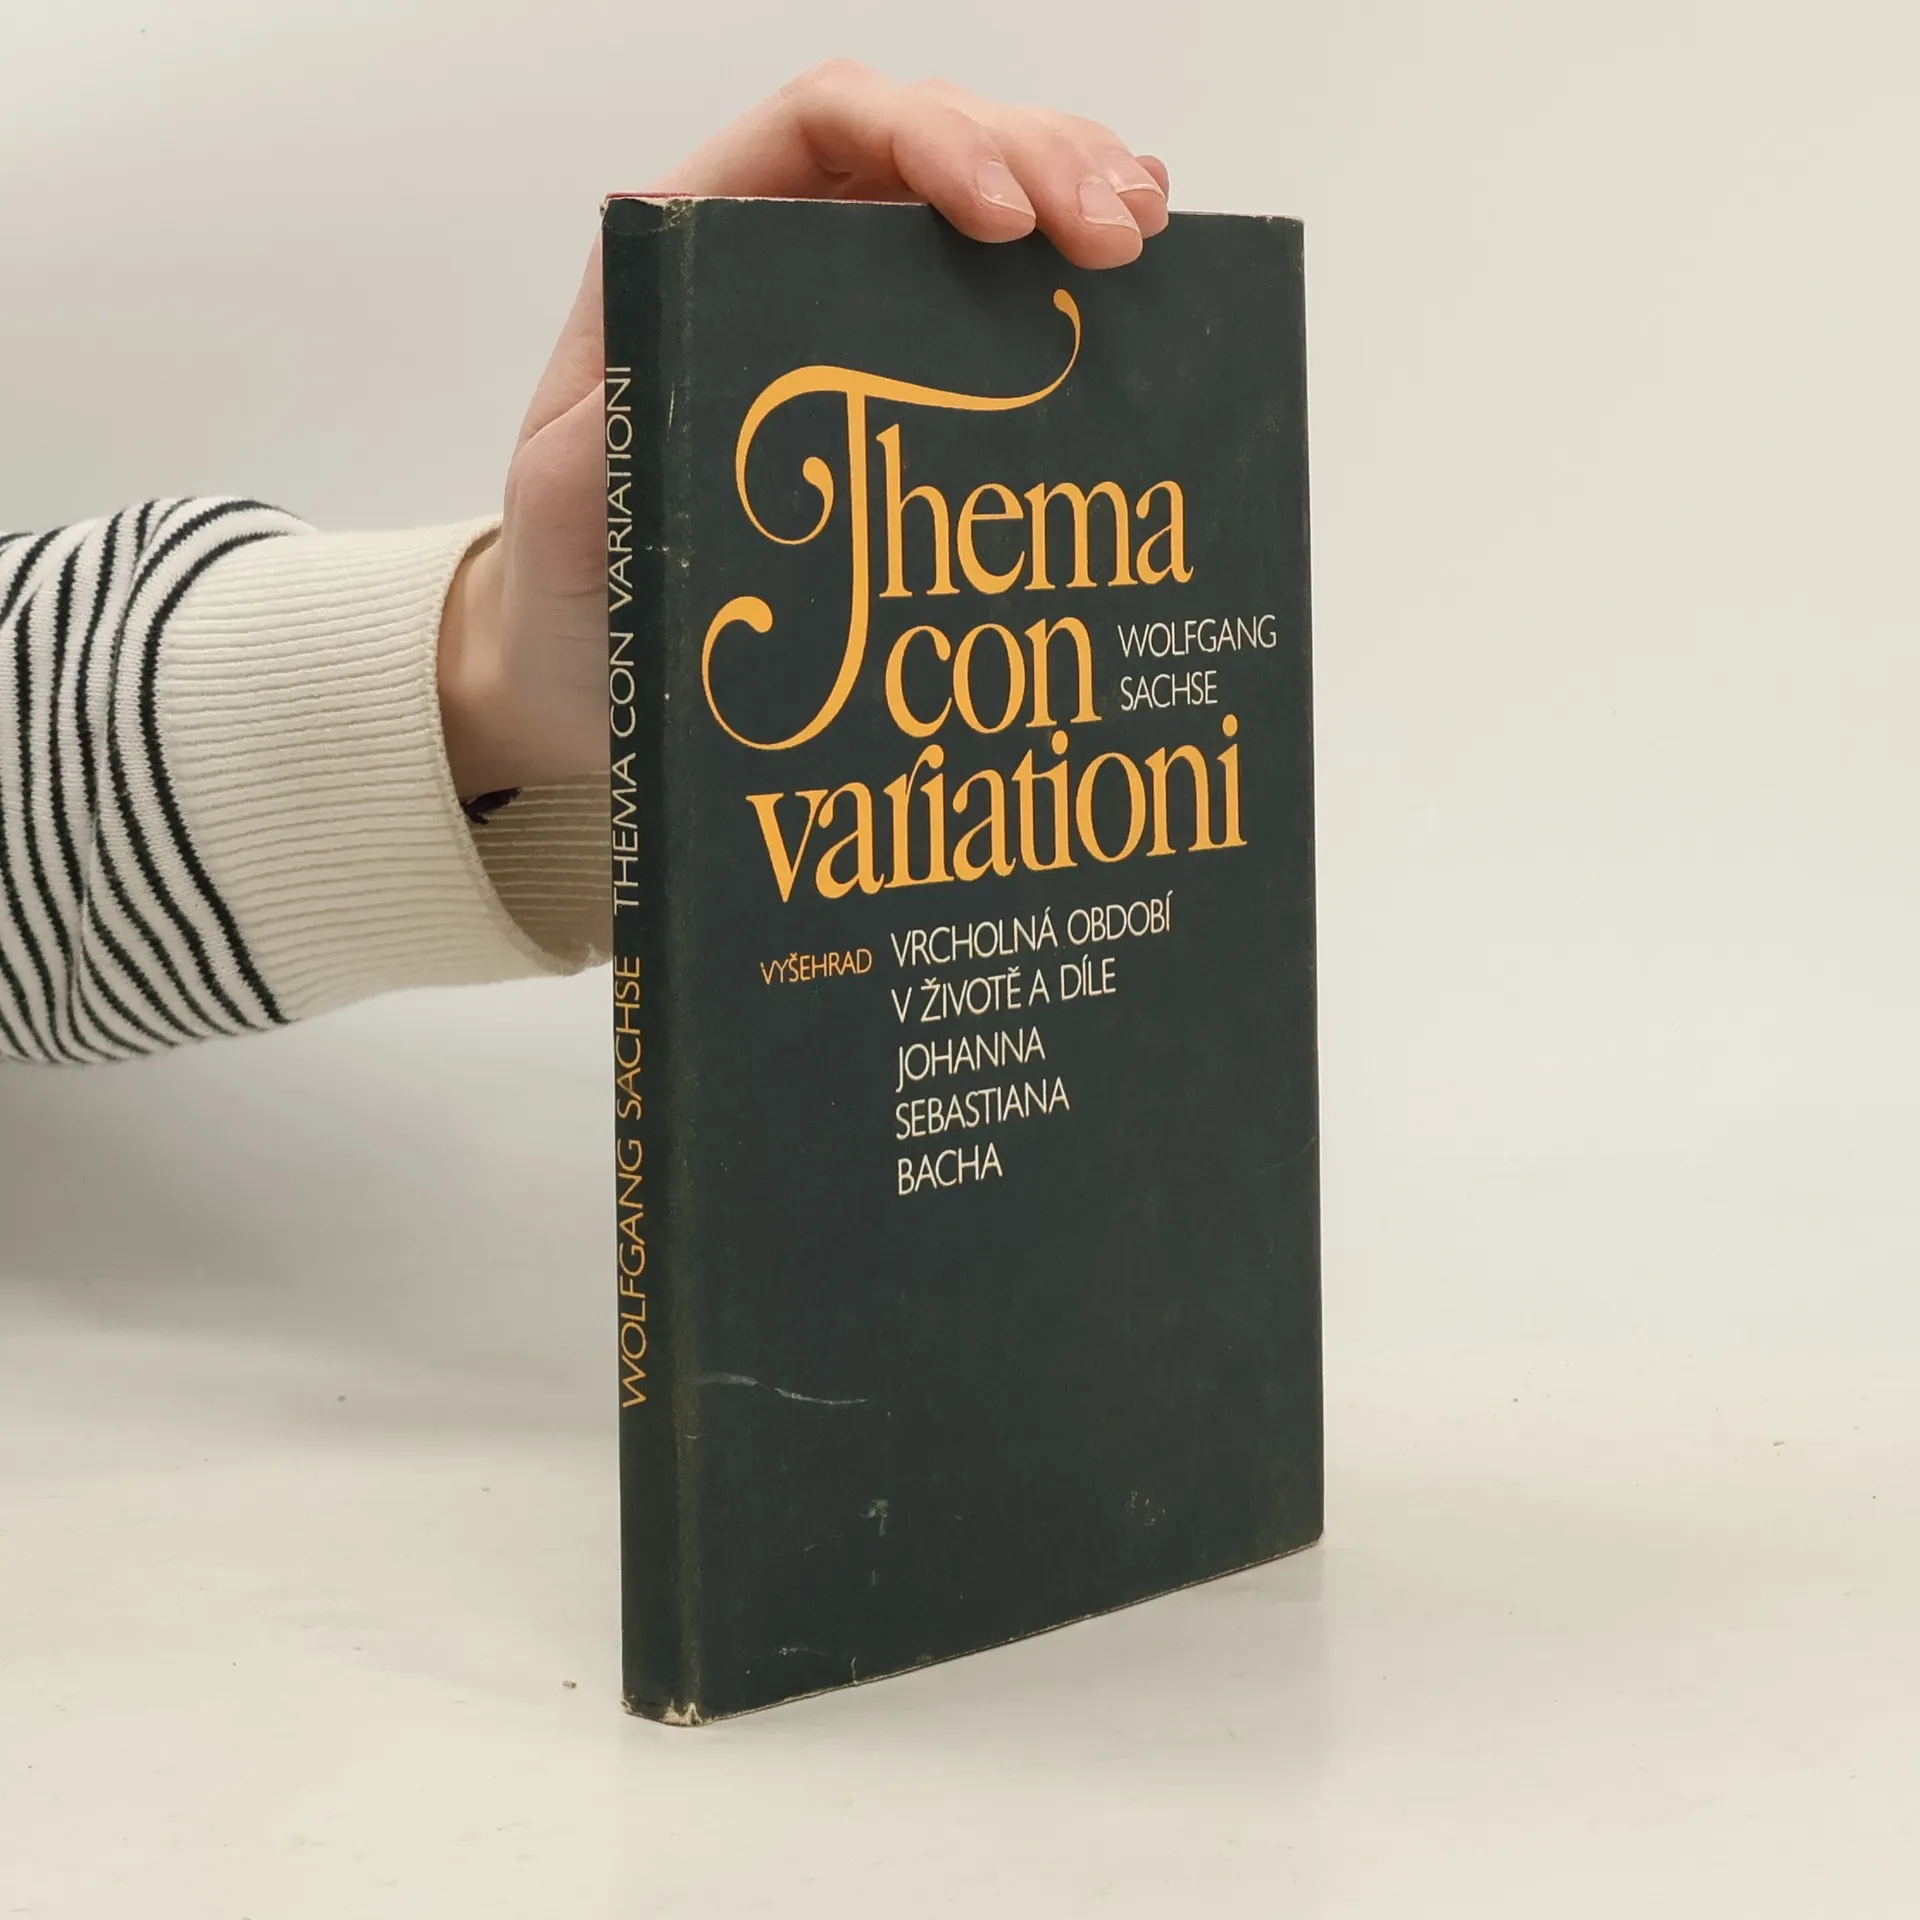 Thema
con
WOLFGANG
SACHSE
variationi
VYŠEHRAD
VRCHOLNÁ OBDOBÍ
V ŽIVOTĚ A DÍLE
JOHANNA
SEBASTIANA
BACHA
WOLFGANG SACHSE THEMA CON VARIATIONI